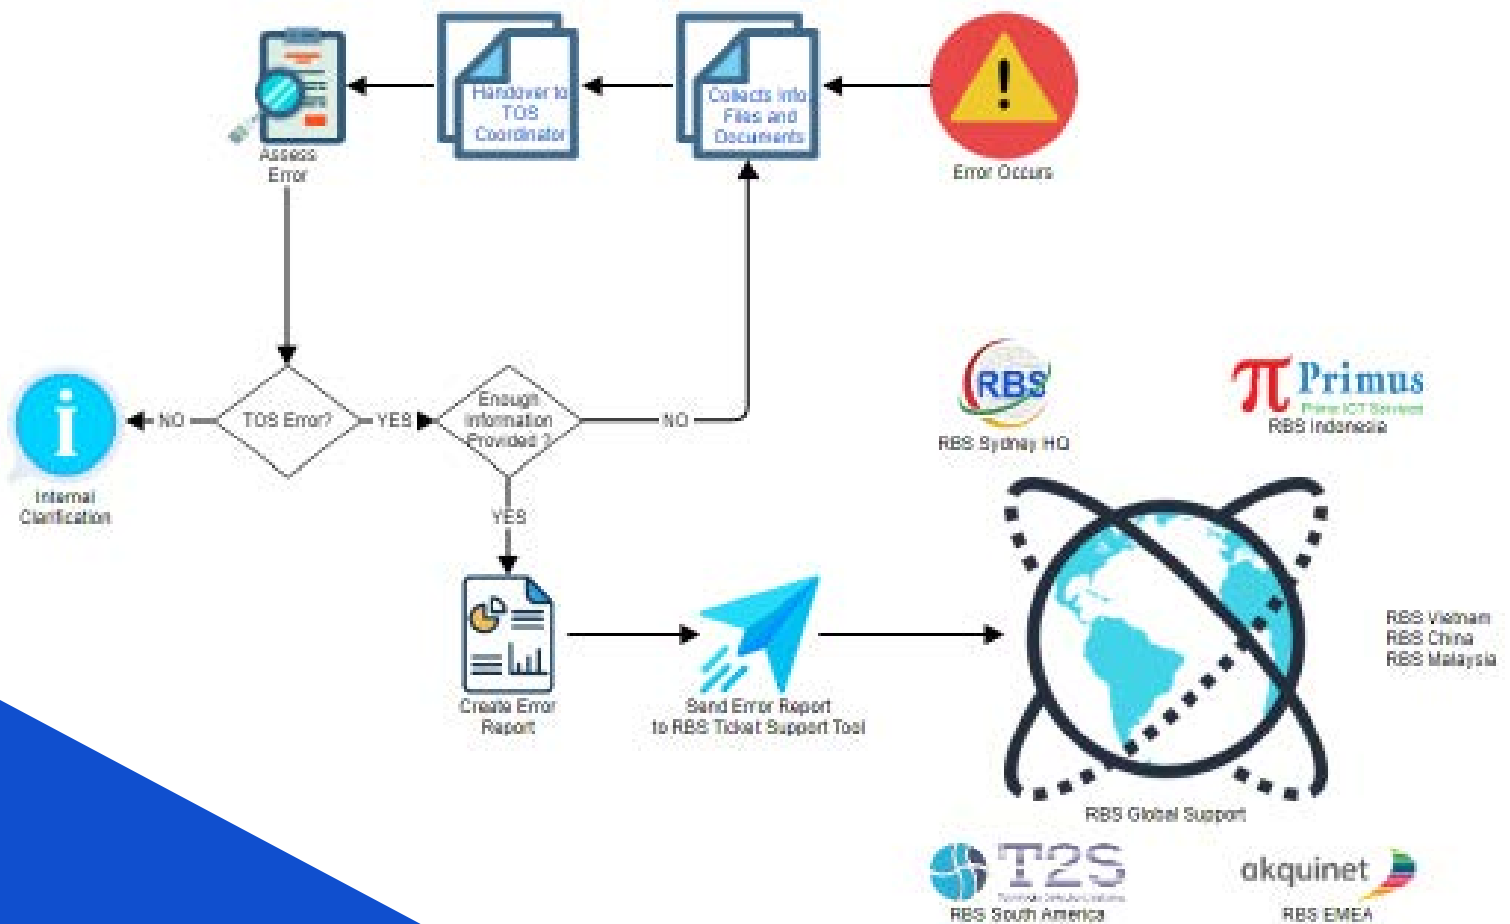 Handover to
TOS
Coordinator
Collects Info
Files and
Documents
Assess
Error
Error Occurs
NO
TOS Error?
YES
Enough
Information
Provided ?
NO
Internal
Clarification
YES
RBS
RBS Sydney HQ
π Primus
Prime ICT Services
RBS Indonesia
RBS Vietnam
RBS China
RBS Malaysia
Create Error
Report
Send Error Report
to RBS Ticket Support Tool
RBS Global Support
T2S
RBS South America
akquinet
RBS EMEA